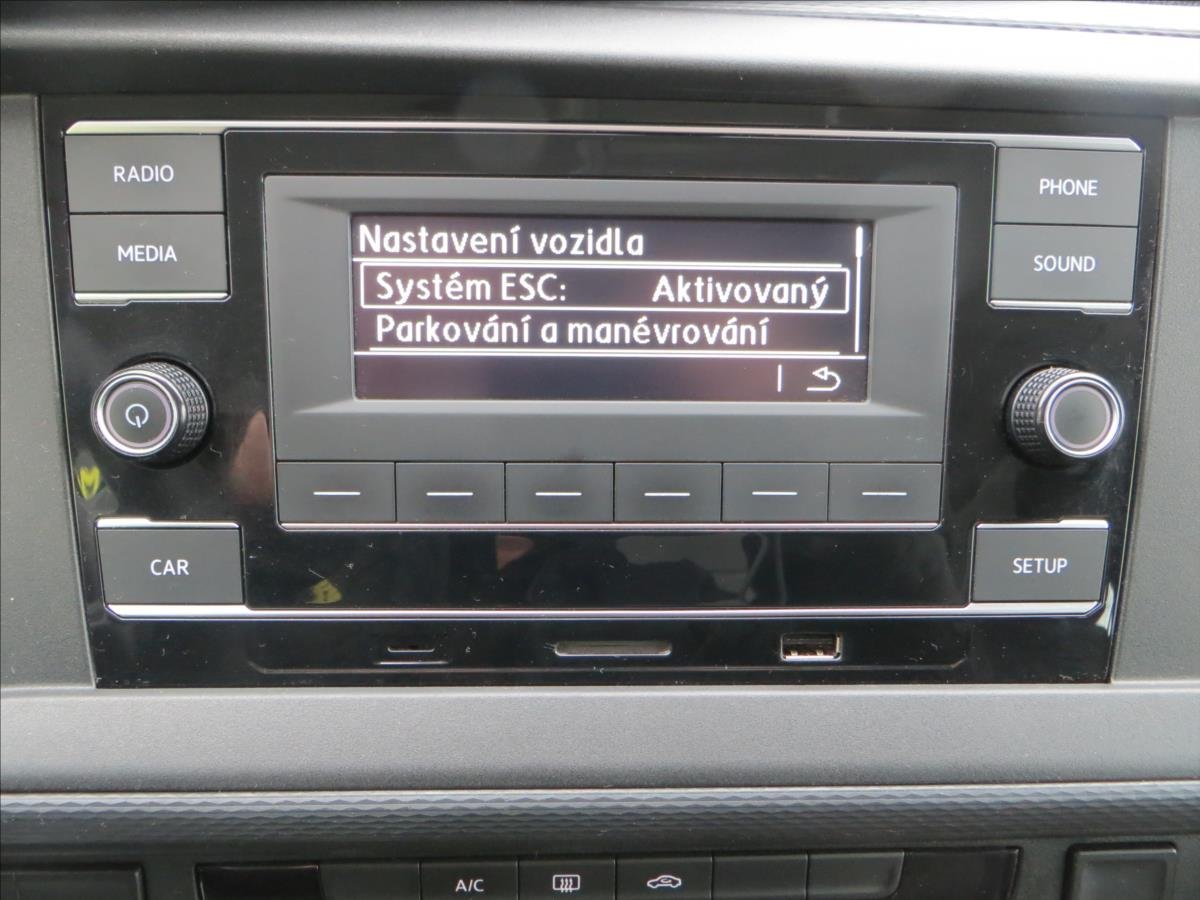 RADIO
MEDIA
PHONE
SOUND
Nastavení vozidla
Systém ESC: Aktivovaný
Parkování a manévrování
CAR
SETUP
A/C